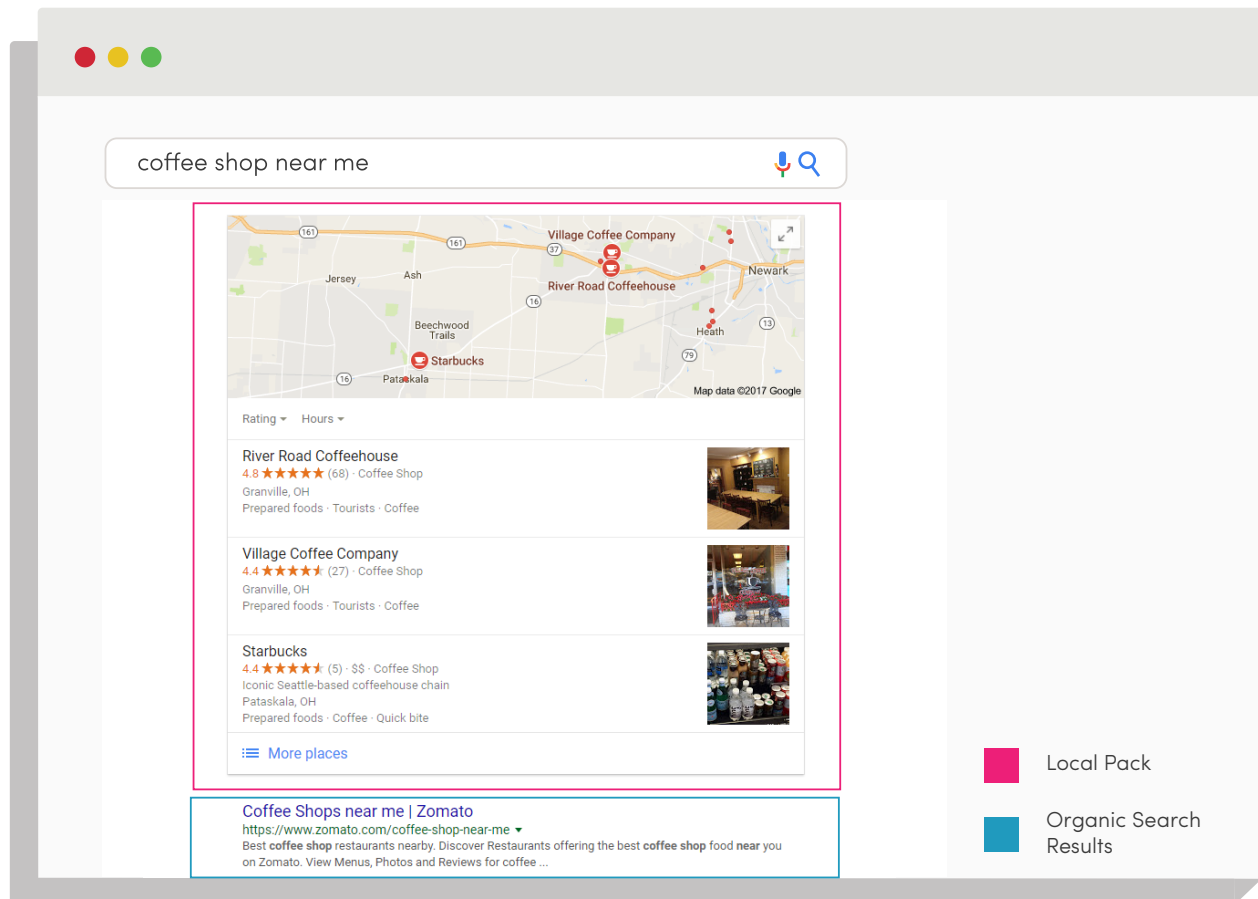 coffee shop near me
161
161
37
Village Coffee Company
Jersey
Ash
Newark
River Road Coffeehouse
16
Beechwood
Trails
13
Heath
Starbucks
79
16
Pataskala
Map data ©2017 Google
Rating
Hours
River Road Coffeehouse
4.8 ★★★★★ (68) · Coffee Shop
Granville, OH
Prepared foods · Tourists · Coffee
Village Coffee Company
4.4 ★★★★★ (27) · Coffee Shop
Granville, OH
Prepared foods · Tourists · Coffee
Starbucks
4.4 ★★★★★ (5) · $$ · Coffee Shop
Iconic Seattle-based coffeehouse chain
Pataskala, OH
Prepared foods · Coffee · Quick bite
More places
Coffee Shops near me | Zomato
https://www.zomato.com/coffee-shop-near-me
Best coffee shop restaurants nearby. Discover Restaurants offering the best coffee shop food near you
on Zomato. View Menus, Photos and Reviews for coffee ...
Local Pack
Organic Search
Results